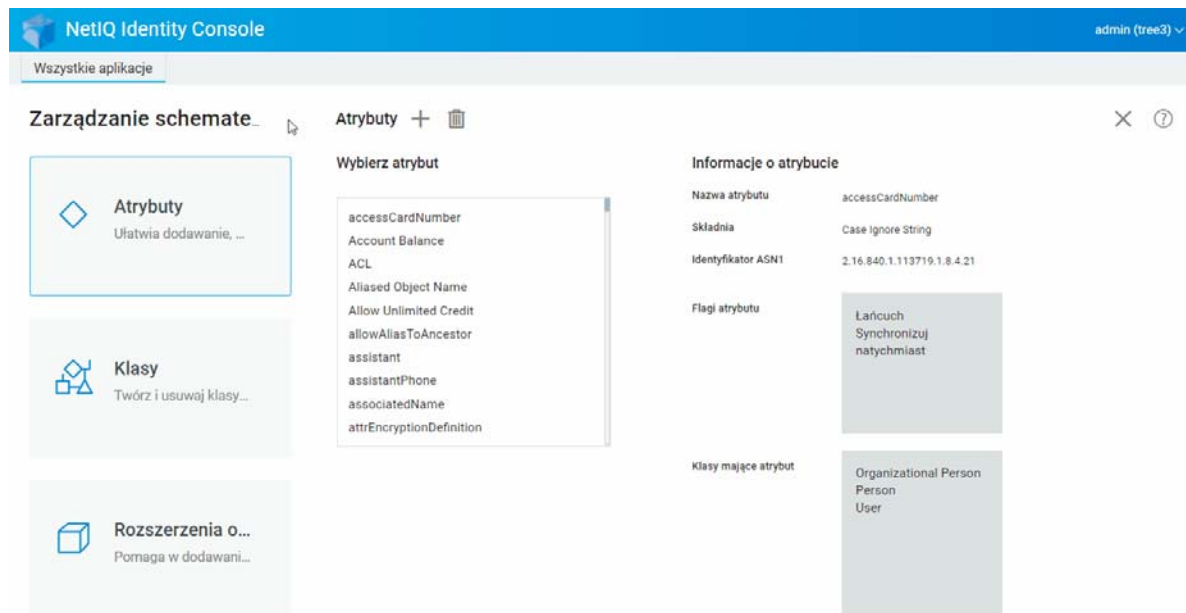 NetIQ Identity Console
admin (tree3)
Wszystkie aplikacje
Zarządzanie schemate...
Atrybuty
Ułatwia dodawanie, ...
Klasy
Twórz i usuwaj klasy...
Rozszerzenia o...
Pomaga w dodawani...
Atrybuty
Wybierz atrybut
accessCardNumber
Account Balance
ACL
Aliased Object Name
Allow Unlimited Credit
allowAliasToAncestor
assistant
assistantPhone
associatedName
attrEncryptionDefinition
Informacje o atrybucie
Nazwa atrybutu accessCardNumber
Składnia Case Ignore String
Identyfikator ASN1 2.16.840.1.113719.1.8.4.21
Flagi atrybutu
Łańcuch
Synchronizuj
natychmiast
Klasy mające atrybut
Organizational Person
Person
User